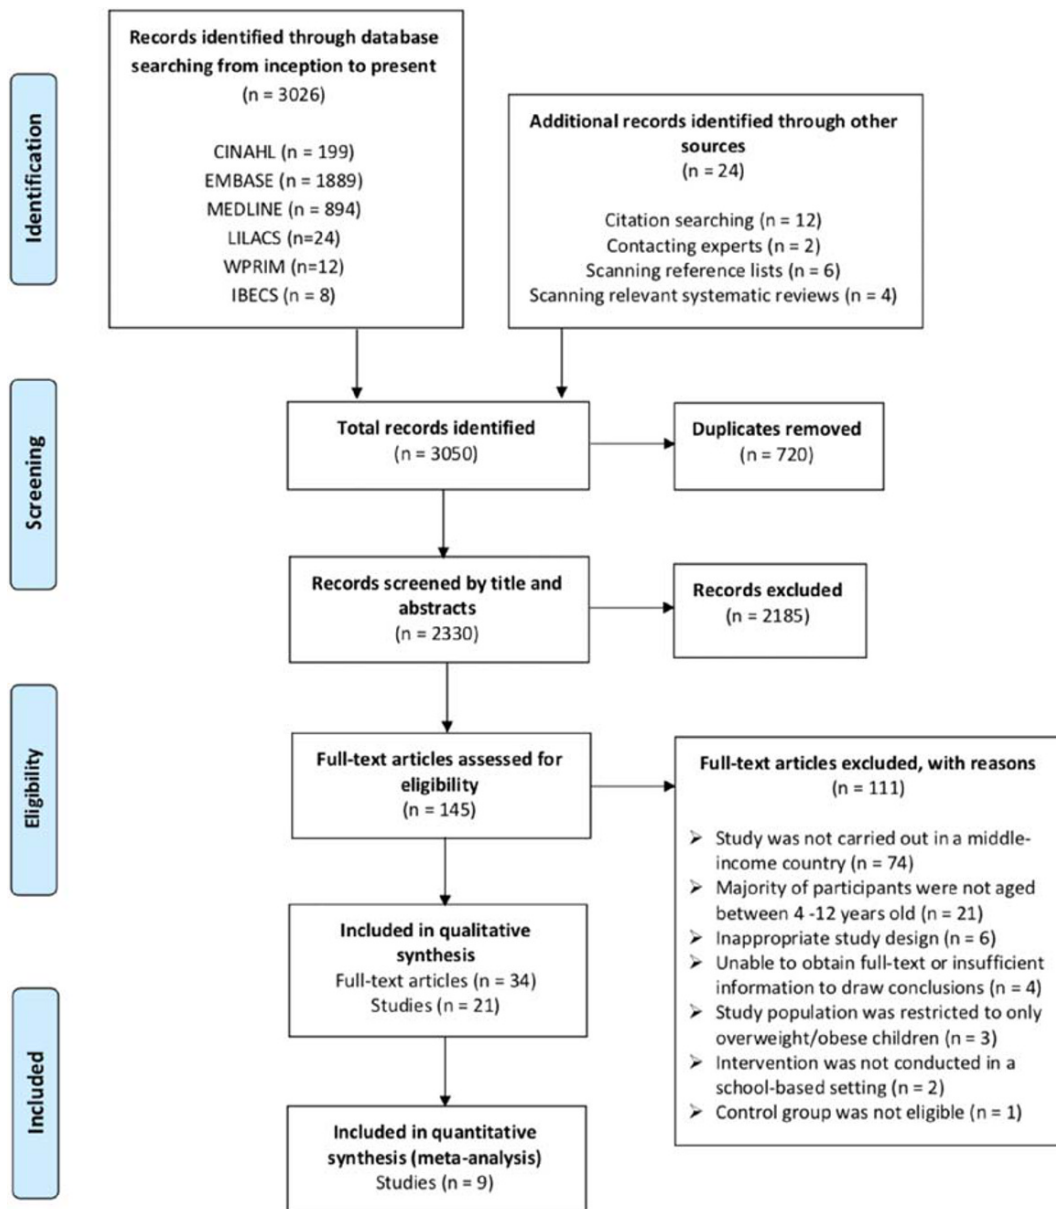 Identification
Records identified through database
searching from inception to present
(n = 3026)
CINAHL (n = 199)
EMBASE (n = 1889)
MEDLINE (n = 894)
LILACS (n=24)
WPRIM (n=12)
IBECS (n = 8)
Additional records identified through other
sources
(n = 24)
Citation searching (n = 12)
Contacting experts (n = 2)
Scanning reference lists (n = 6)
Scanning relevant systematic reviews (n = 4)
Screening
Total records identified
(n = 3050)
Duplicates removed
(n = 720)
Records screened by title and
abstracts
(n = 2330)
Records excluded
(n = 2185)
Eligibility
Full-text articles assessed for
eligibility
(n = 145)
Full-text articles excluded, with reasons
(n = 111)
➢ Study was not carried out in a middle-
income country (n = 74)
➢ Majority of participants were not aged
between 4 -12 years old (n = 21)
➢ Inappropriate study design (n = 6)
➢ Unable to obtain full-text or insufficient
information to draw conclusions (n = 4)
➢ Study population was restricted to only
overweight/obese children (n = 3)
➢ Intervention was not conducted in a
school-based setting (n = 2)
➢ Control group was not eligible (n = 1)
Included in qualitative
synthesis
Full-text articles (n = 34)
Studies (n = 21)
Included
Included in quantitative
synthesis (meta-analysis)
Studies (n = 9)